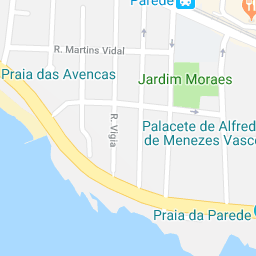 Parede
R. Martins Vidal
Praia das Avencas
Jardim Moraes
R. Vigia
Palacete de Alfred
de Menezes Vasc
Praia da Parede